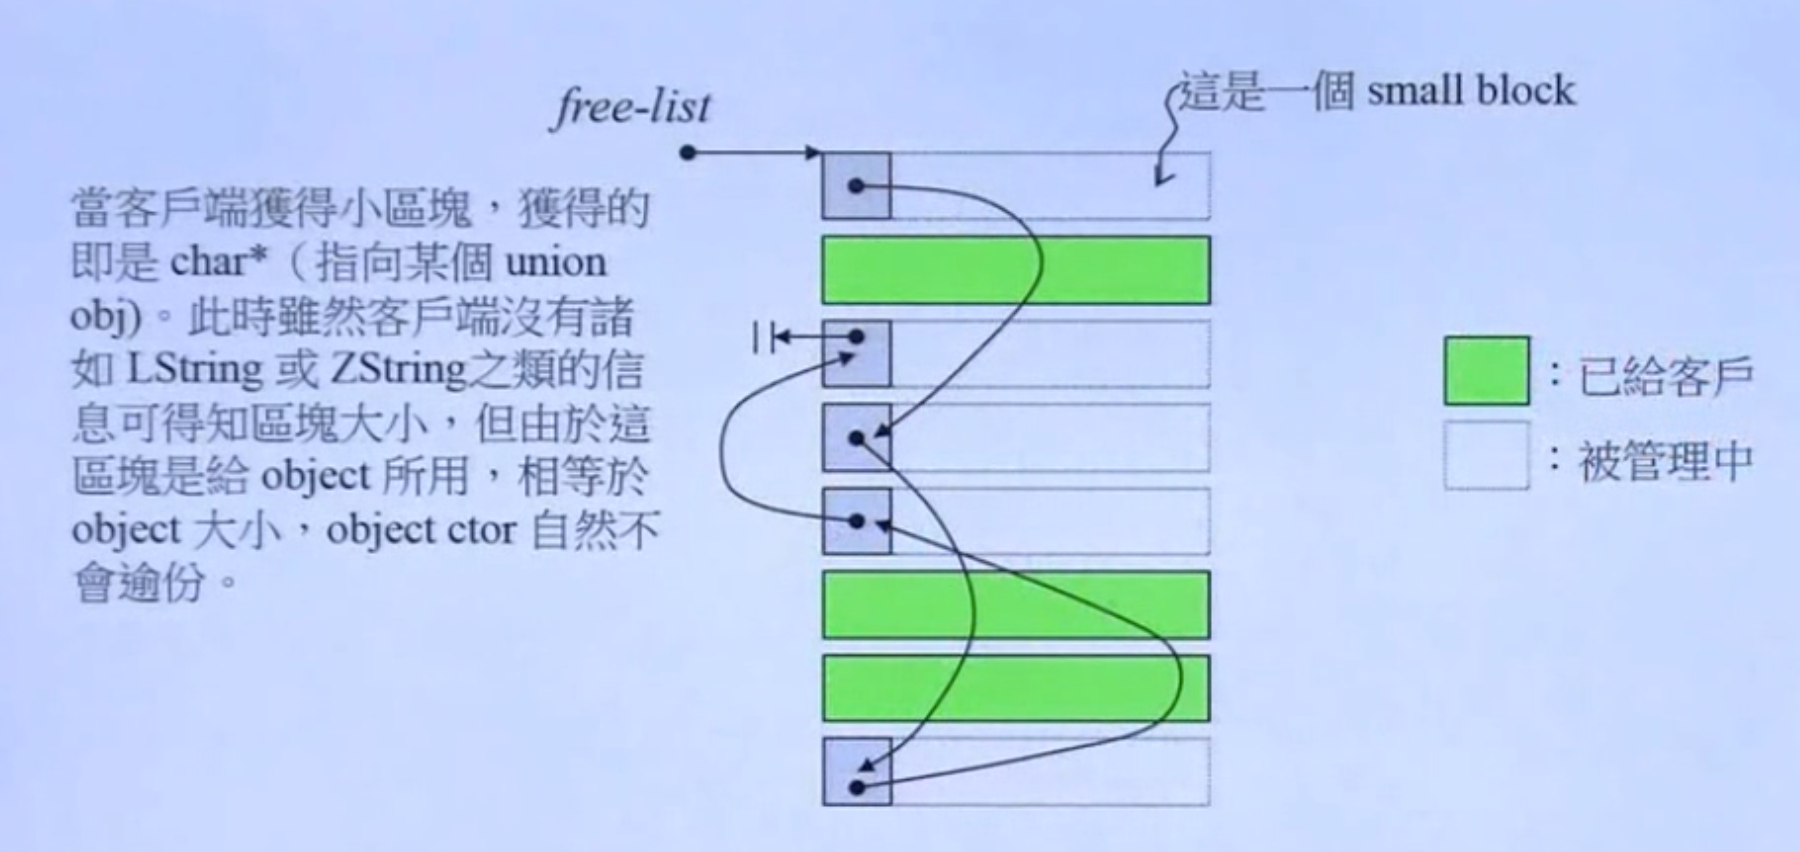 free-list
這是一個 small block
當客戶端獲得小區塊，獲得的
即是 char*（指向某個 union
obj)。此時雖然客戶端沒有諸
如 LString 或 ZString之類的信
息可得知區塊大小，但由於這
區塊是給 object 所用，相等於
object 大小，object ctor 自然不
會逾份。
：已給客戶
：被管理中